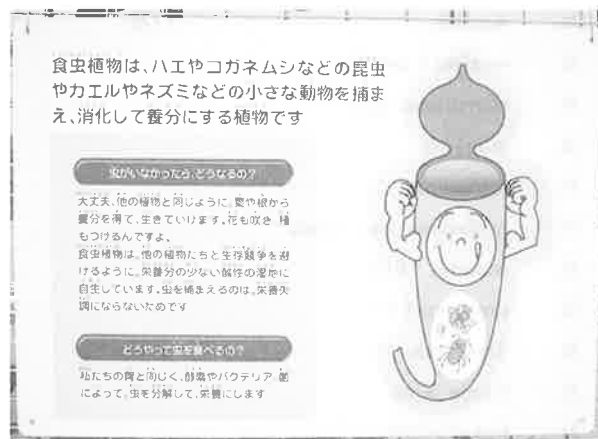 食虫植物は、ハエやコガネムシなどの昆虫
やカエルやネズミなどの小さな動物を捕ま
え、消化して養分にする植物です
虫がいなかったら、どうなるの？
大丈夫、他の植物と同じように、葉や根から
養分を得て、生きていけます。花も咲き 種
もつけるんですよ、
食虫植物は、他の植物たちと生存競争を避
けるように、栄養分の少ない酸性の湿地に
自生しています。虫を捕まえるのは、栄養失
調にならないためです
どうやって虫を食べるの？
私たちの胃と同じく、酵素やバクテリア 菌
によって、虫を分解して、栄養にします